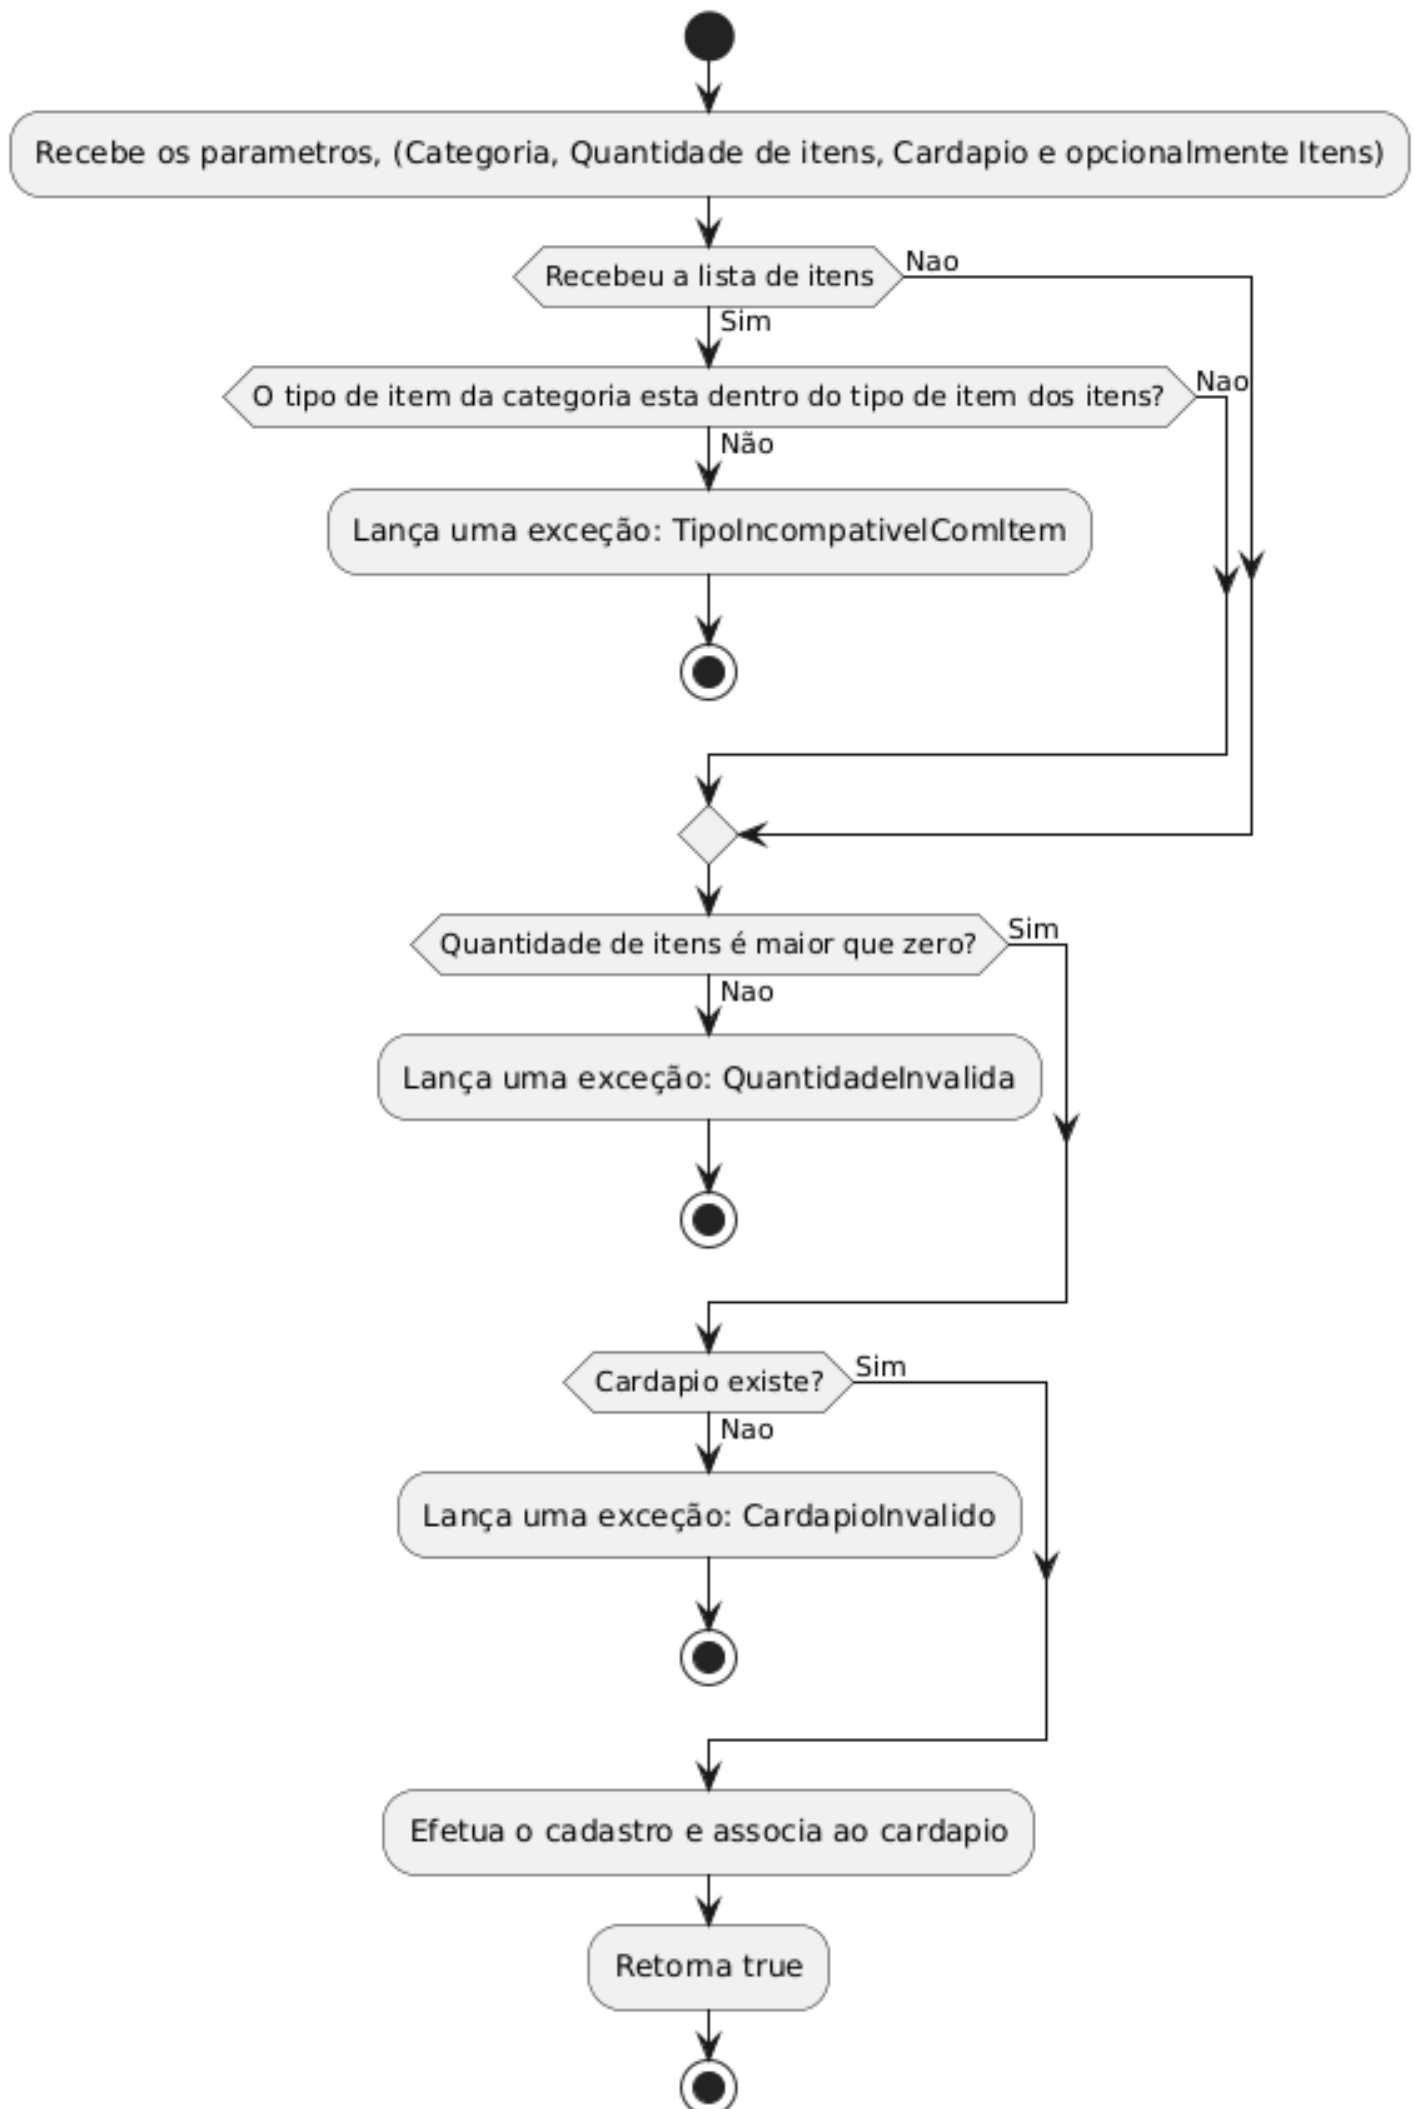 Recebe os parametros, (Categoria, Quantidade de itens, Cardapio e opcionalmente Itens)
Recebeu a lista de itens
Nao
Sim
O tipo de item da categoria esta dentro do tipo de item dos itens?
Nao
Não
Lança uma exceção: TipoIncompativelComItem
Quantidade de itens é maior que zero?
Sim
Nao
Lança uma exceção: QuantidadeInvalida
Cardapio existe?
Sim
Nao
Lança uma exceção: CardapioInvalido
Efetua o cadastro e associa ao cardapio
Retorna true